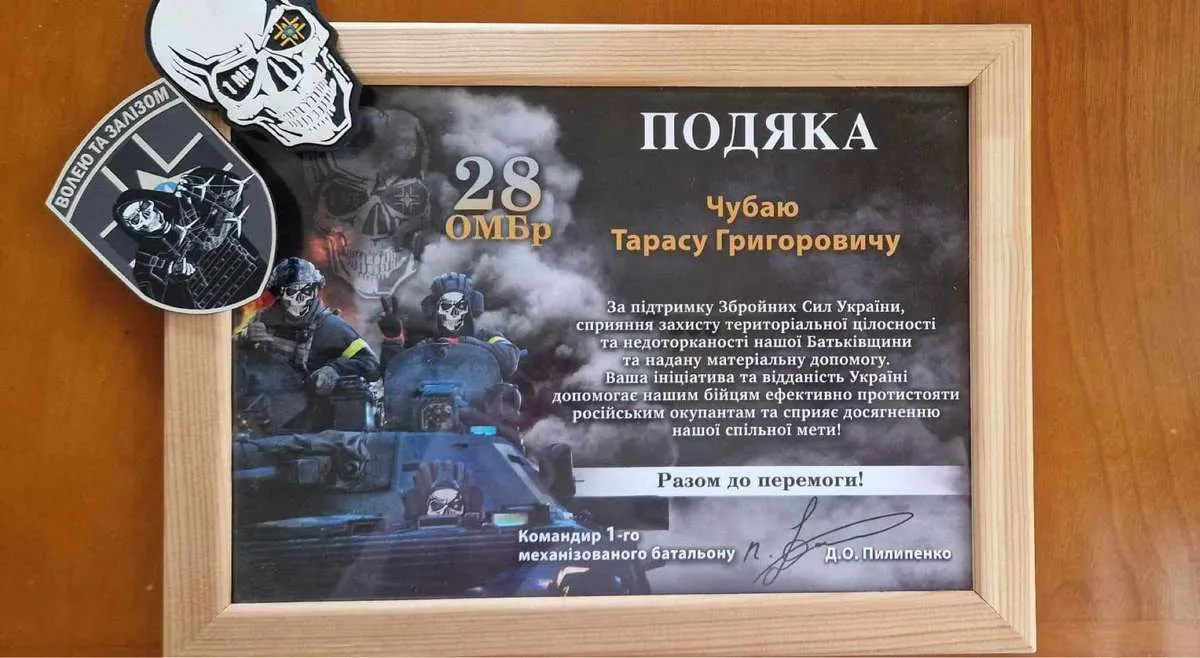 1 МБ
ВОЛЕЮ ТА ЗАЛІЗОМ
28
ОМБр
ПОДЯКА
Чубаю
Тарасу Григоровичу
За підтримку Збройних Сил України,
сприяння захисту територіальної цілосності
та недоторканості нашої Батьківщини
та надану матеріальну допомогу.
Ваша ініціатива та відданість Україні
допомагає нашим бійцям ефективно протистояти
російським окупантам та сприяє досягненню
нашої спільної мети!
Разом до перемоги!
Командир 1-го
механізованого батальону
Д.О. Пилипенко